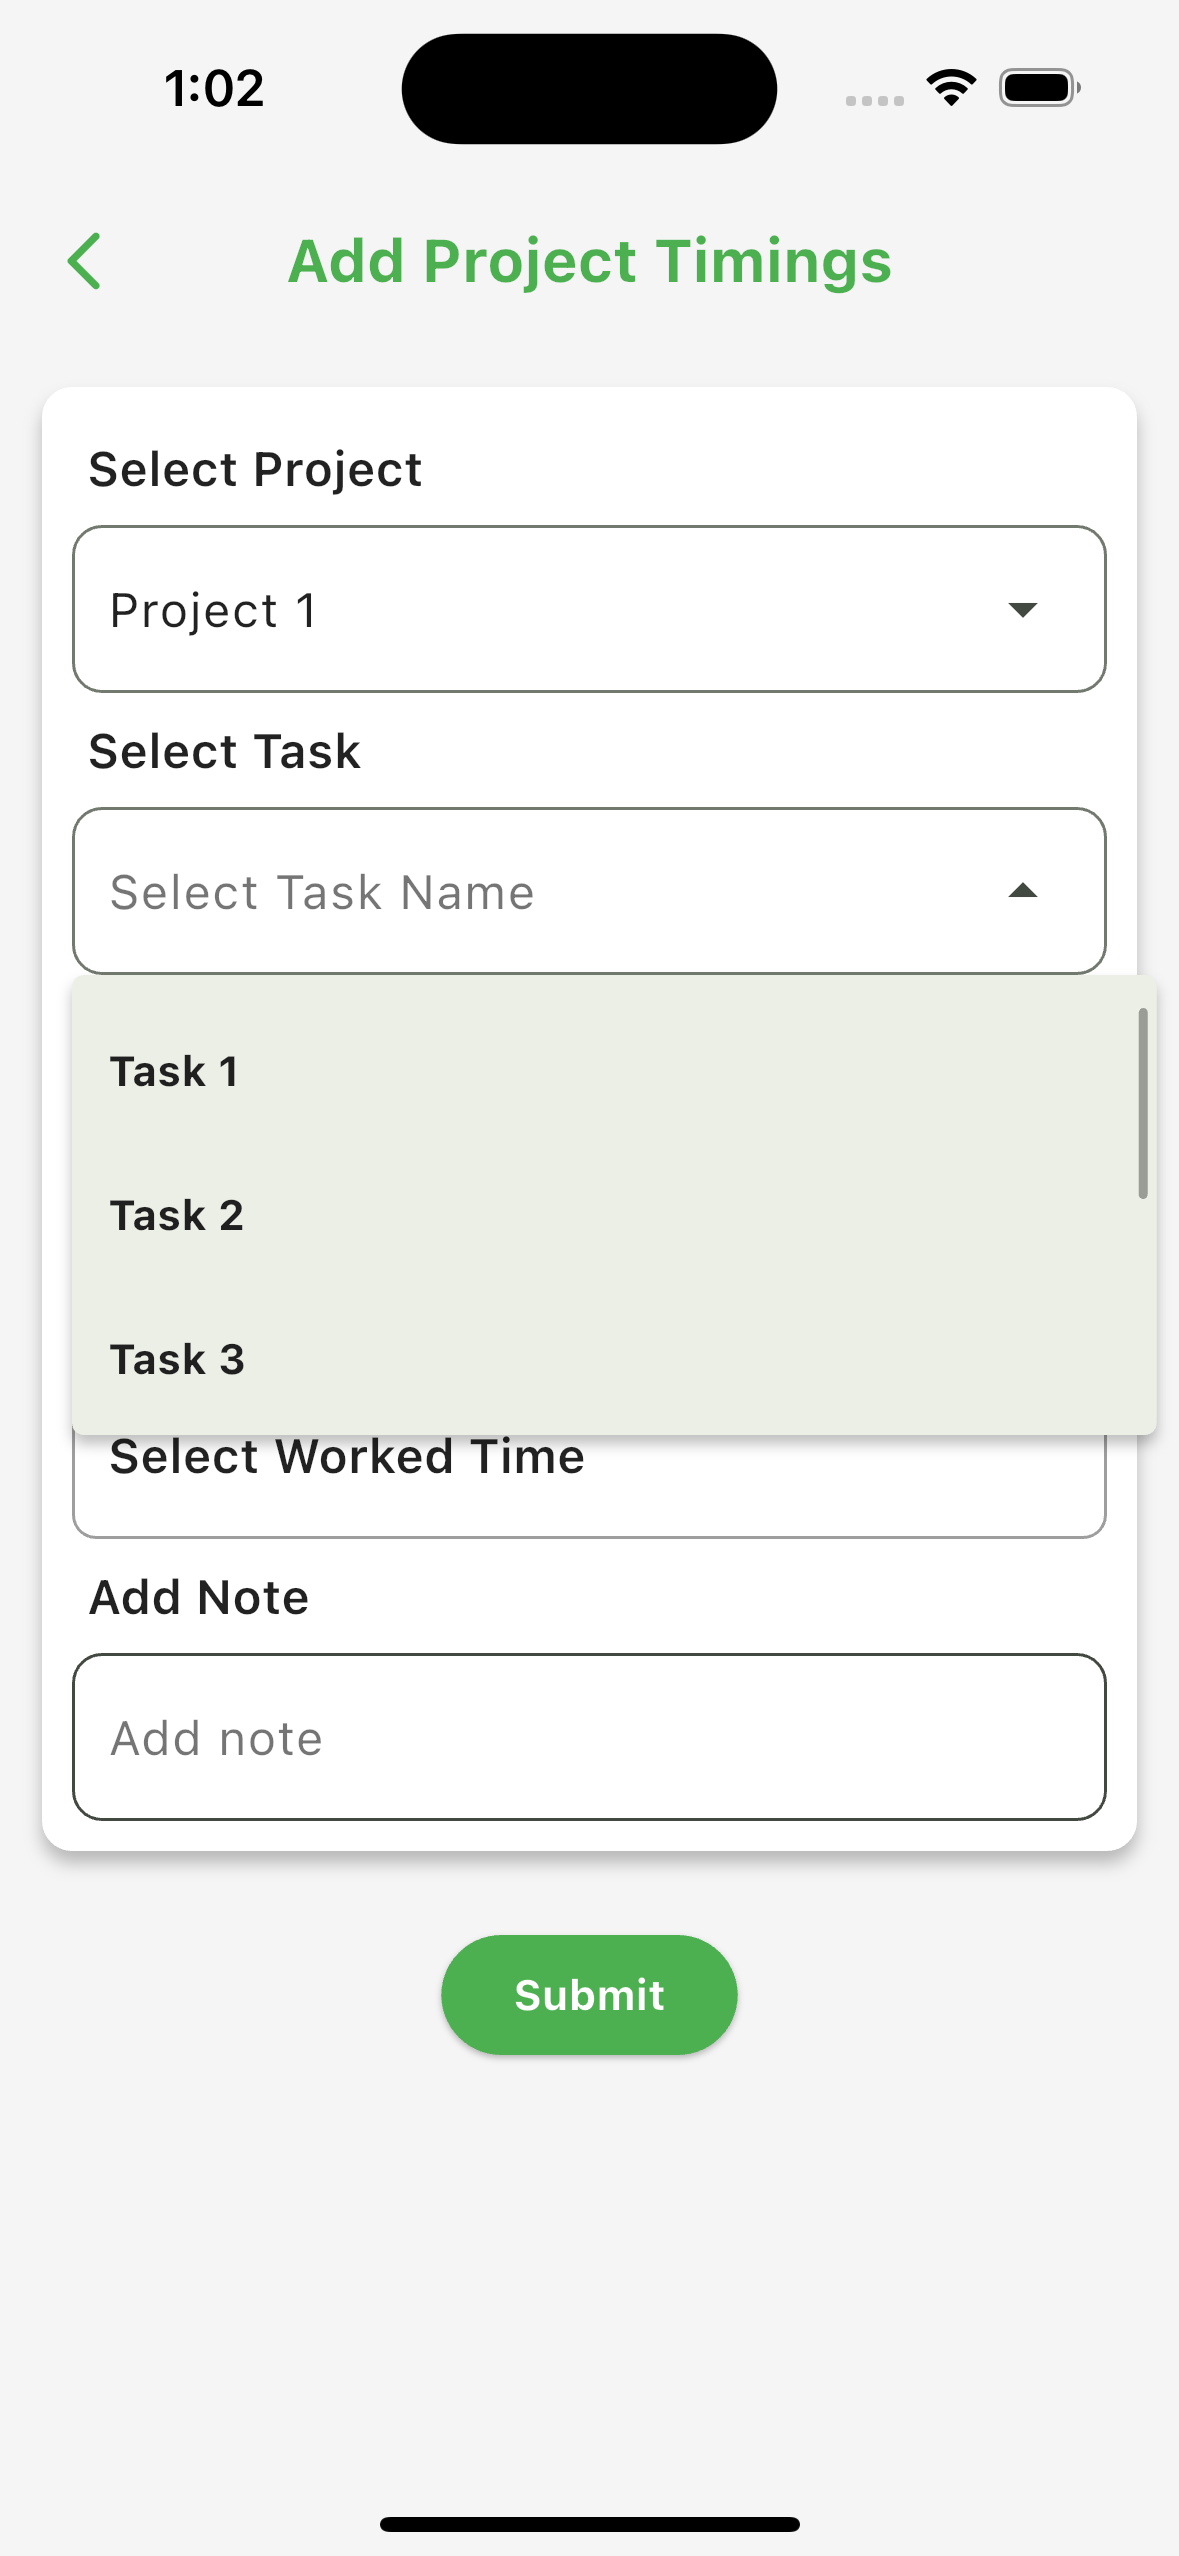 1:02
Add Project Timings
Select Project
Project 1
Select Task
Select Task Name
Task 1
Task 2
Task 3
Select Worked Time
Add Note
Add note
Submit